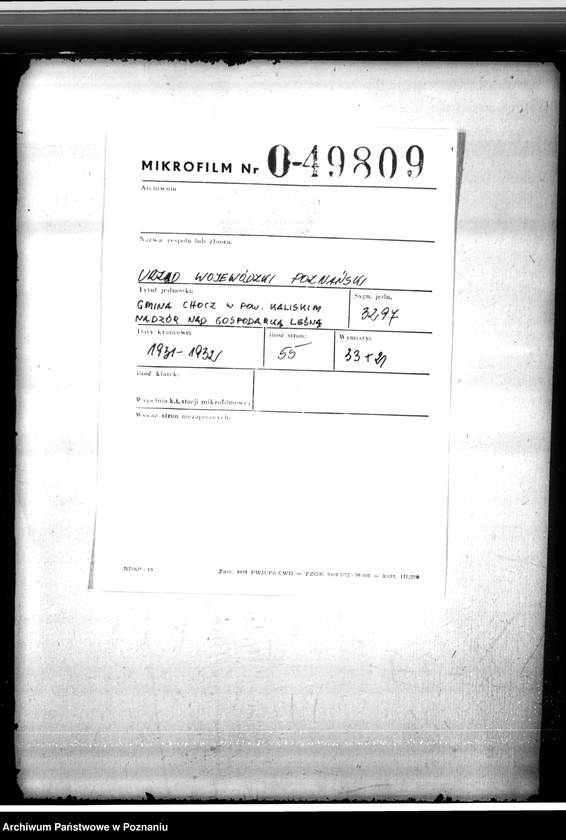 MIKROFILM Nr 0-49809
Archiwum
Nazwa zespołu lub zbioru:
URZĄD WOJEWÓDZKI POZNAŃSKI
Tytuł jednostki:
Sygn. jedn.
GMINA CHOCZ W POW. KALISKIM
NADZÓR NAD GOSPODARKĄ LEŚNĄ
3297
Daty krańcowe:
Ilość stron:
Wymiary:
1931-1932
55
33 + 21
Ilość klatek:
Wypełnia k.t. stacji mikrofilmowej
Wykaz stron niezapisanych:
NDAP - 10
Archiwum Państwowe w Poznaniu